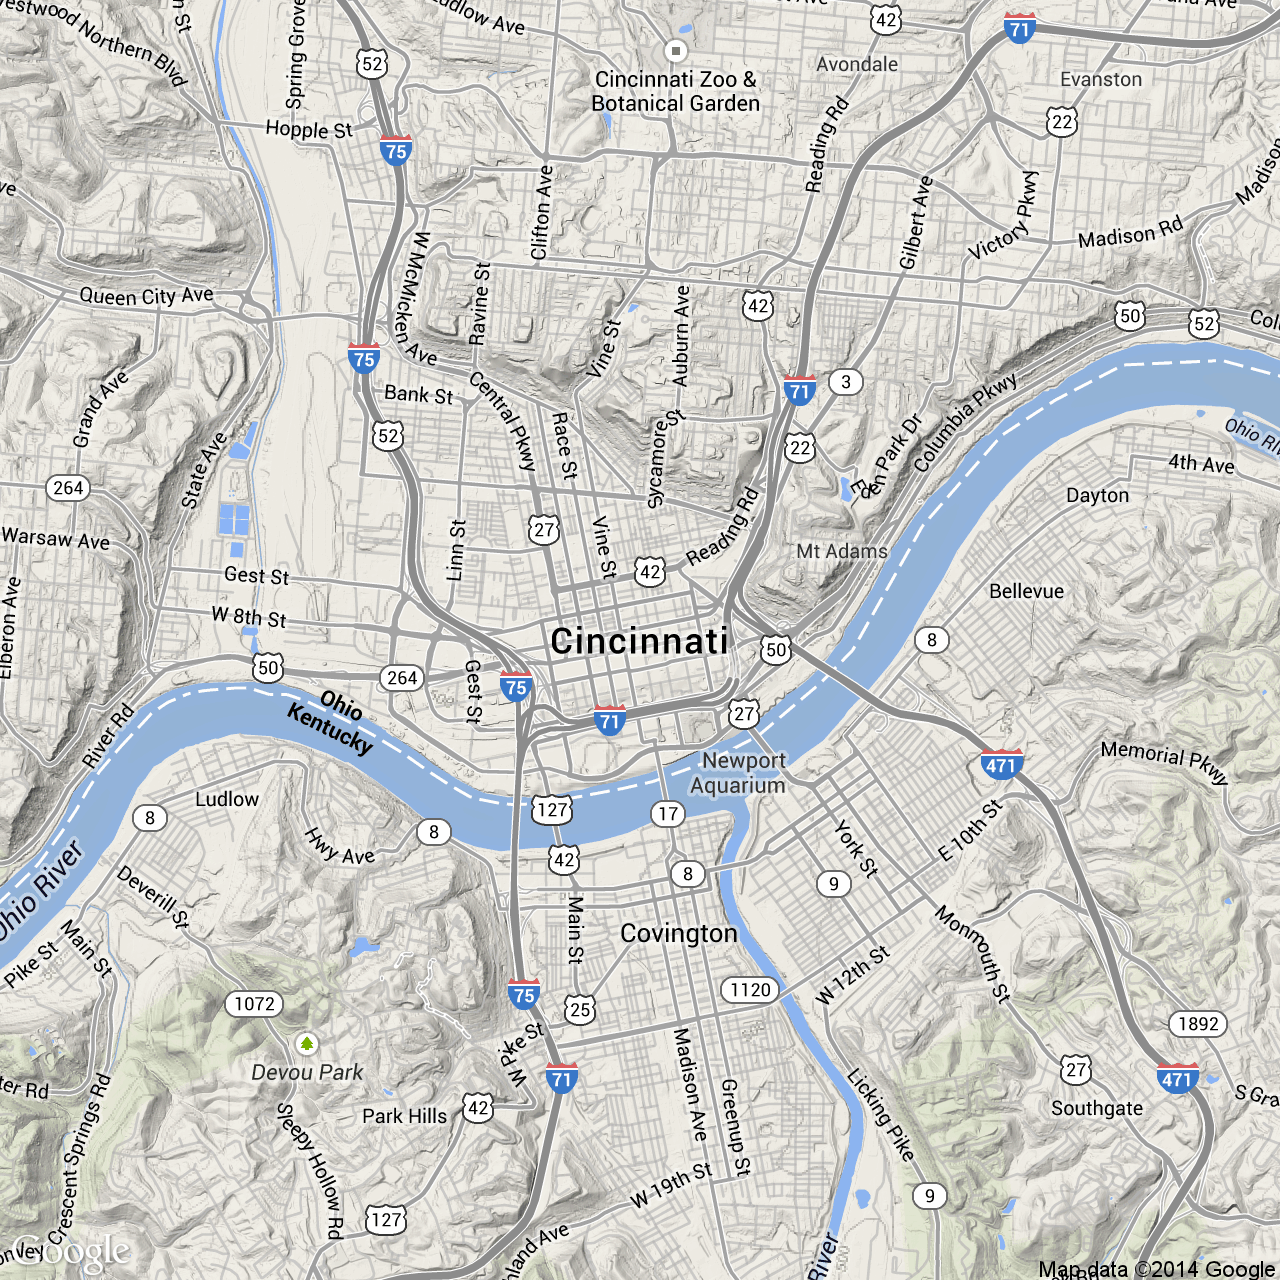 Westwood Northern Blvd
Spring Grove
Ludlow Ave
42
71
52
Cincinnati Zoo &
Botanical Garden
Avondale
Evanston
Hopple St
75
Reading Rd
22
Madison
Clifton Ave
Gilbert Ave
Victory Pkwy
Madison Rd
W McMicken Ave
Queen City Ave
Ravine St
Vine St
Auburn Ave
42
50
52
75
Grand Ave
Bank St
Central Pkwy
Race St
Sycamore St
71
3
Columbia Pkwy
Eden Park Dr
Ohio Riv
52
22
4th Ave
State Ave
264
Dayton
Warsaw Ave
Linn St
27
Vine St
Reading Rd
Mt Adams
Gest St
42
Elberon Ave
Bellevue
W 8th St
Cincinnati
50
8
50
264
Gest St
75
71
27
Ohio
Kentucky
River Rd
Newport
Aquarium
471
Memorial Pkwy
Ludlow
8
8
127
17
Hwy Ave
42
York St
E 10th St
8
9
Ohio River
Deverill St
Main St
Pike St
Main St
Covington
Monmouth St
W 12th St
1072
75
25
1120
1892
W Pike St
Devou Park
71
Madison Ave
Greenup St
Licking Pike
27
471
Southgate
S Gra
ter Rd
Crescent Springs Rd
Sleepy Hollow Rd
Park Hills
42
W 19th St
9
127
River
Google
Map data ©2014 Google